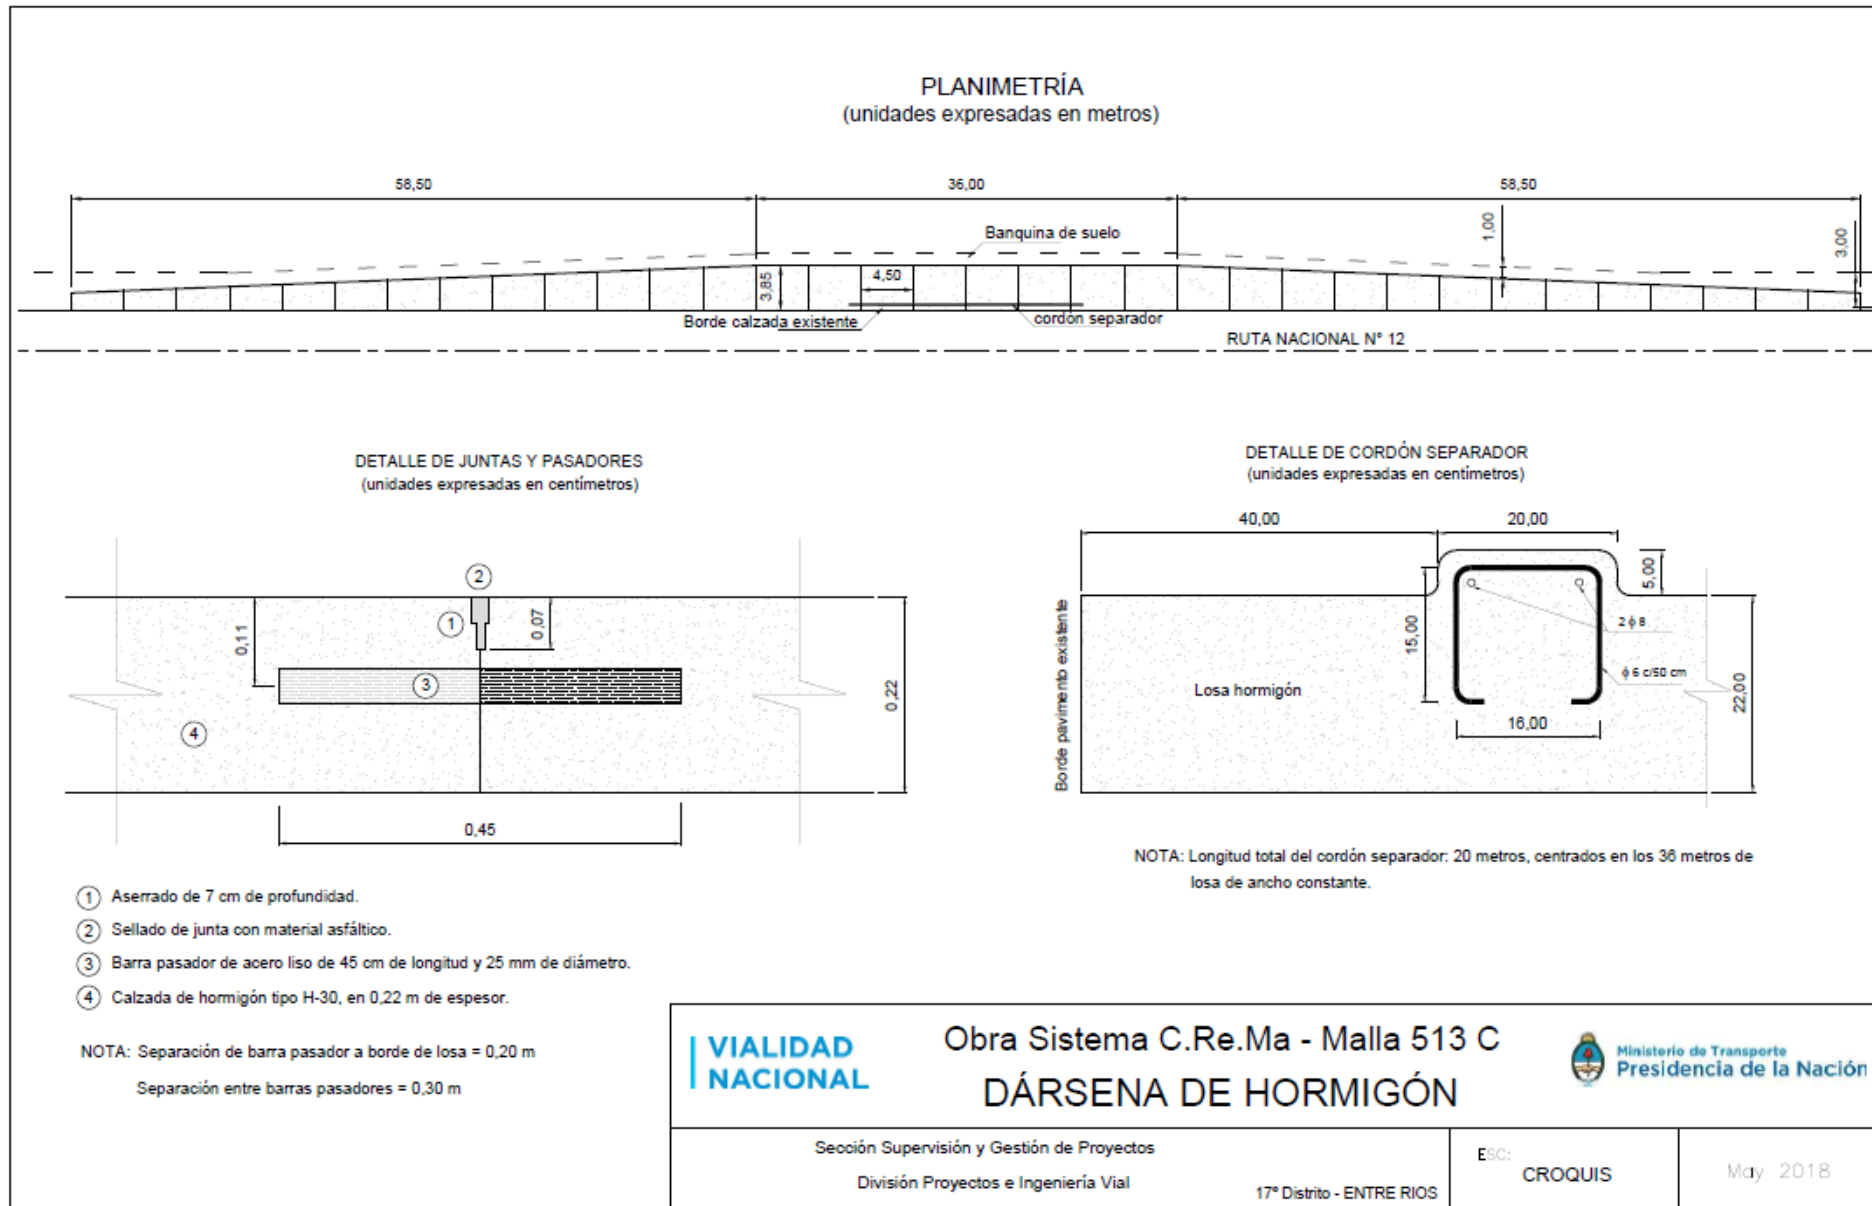 PLANIMETRÍA
(unidades expresadas en metros)
58,50
36,00
58,50
Banquina de suelo
1,00
3,00
3,85
4,50
Borde calzada existente
cordón separador
RUTA NACIONAL N° 12
DETALLE DE JUNTAS Y PASADORES
(unidades expresadas en centímetros)
2
1
0,11
0,07
3
4
0,22
0,45
DETALLE DE CORDÓN SEPARADOR
(unidades expresadas en centímetros)
40,00
20,00
5,00
15,00
2 ϕ 8
ϕ 6 c/50 cm
Borde pavimento existente
Losa hormigón
16,00
22,00
NOTA: Longitud total del cordón separador: 20 metros, centrados en los 36 metros de
losa de ancho constante.
1 Aserrado de 7 cm de profundidad.
2 Sellado de junta con material asfáltico.
3 Barra pasador de acero liso de 45 cm de longitud y 25 mm de diámetro.
4 Calzada de hormigón tipo H-30, en 0,22 m de espesor.
NOTA: Separación de barra pasador a borde de losa = 0,20 m
Separación entre barras pasadores = 0,30 m
VIALIDAD
NACIONAL
Obra Sistema C.Re.Ma - Malla 513 C
DÁRSENA DE HORMIGÓN
Ministerio de Transporte
Presidencia de la Nación
Sección Supervisión y Gestión de Proyectos
División Proyectos e Ingeniería Vial
17º Distrito - ENTRE RIOS
ESC:
CROQUIS
May 2018